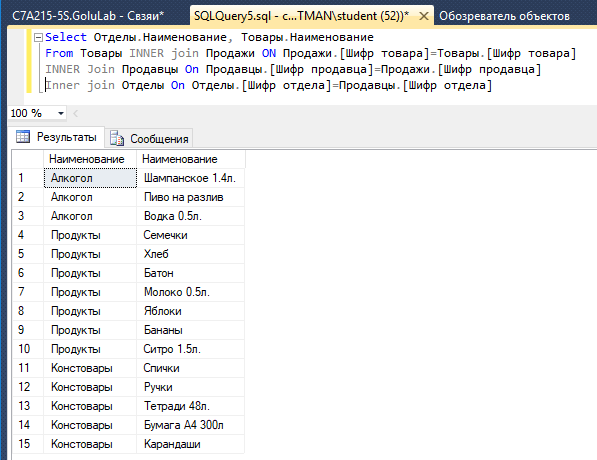 C7A215-5S.GoluLab - Свзяи*
SQLQuery5.sql - c...TMAN\student (52))*
Обозреватель объектов
Select Отделы.Наименование, Товары.Наименование
From Товары INNER join Продажи ON Продажи.[Шифр товара]=Товары.[Шифр товара]
INNER Join Продавцы On Продавцы.[Шифр продавца]=Продажи.[Шифр продавца]
Inner join Отделы On Отделы.[Шифр отдела]=Продавцы.[Шифр отдела]
100 %
Результаты Сообщения
Наименование Наименование
1 Алкогол Шампанское 1.4л.
2 Алкогол Пиво на разлив
3 Алкогол Водка 0.5л.
4 Продукты Семечки
5 Продукты Хлеб
6 Продукты Батон
7 Продукты Молоко 0.5л.
8 Продукты Яблоки
9 Продукты Бананы
10 Продукты Ситро 1.5л.
11 Констовары Спички
12 Констовары Ручки
13 Констовары Тетради 48л.
14 Констовары Бумага А4 300л
15 Констовары Карандаши